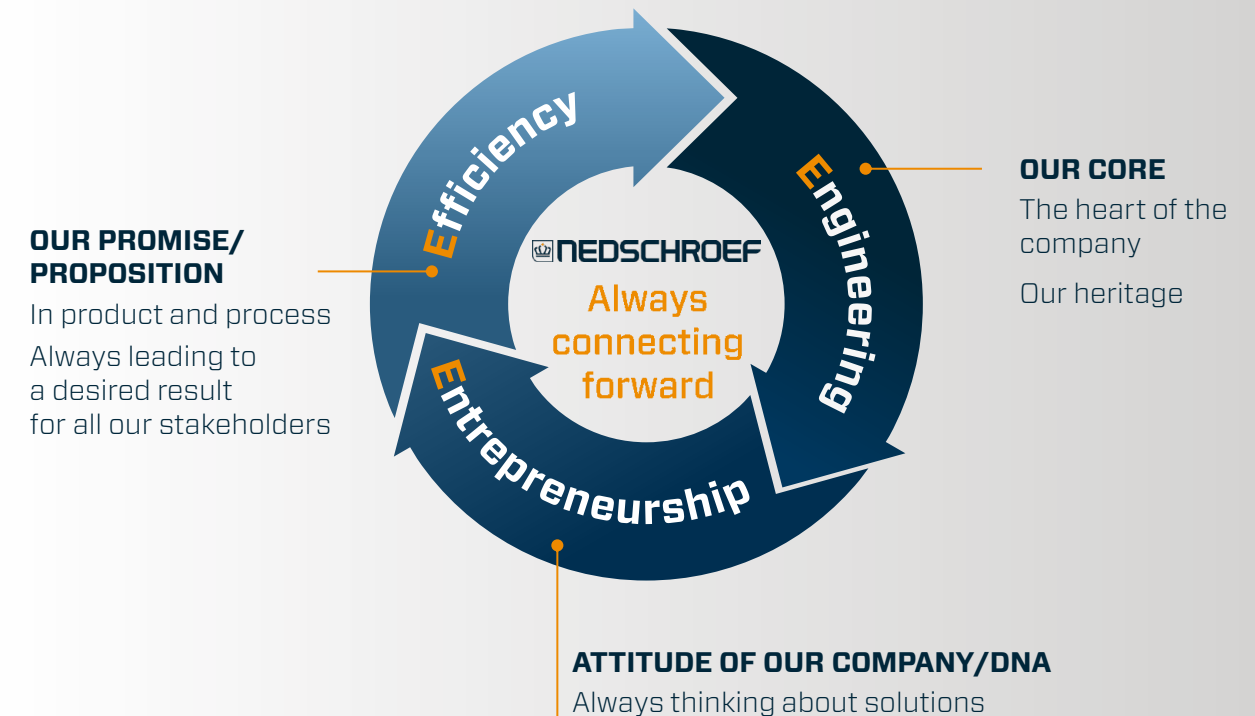 Efficiency
Engineering
OUR CORE
The heart of the
company
Our heritage
OUR PROMISE/
PROPOSITION
In product and process
Always leading to
a desired result
for all our stakeholders
NEDSCHROEF
Always
connecting
forward
Entrepreneurship
ATTITUDE OF OUR COMPANY/DNA
Always thinking about solutions